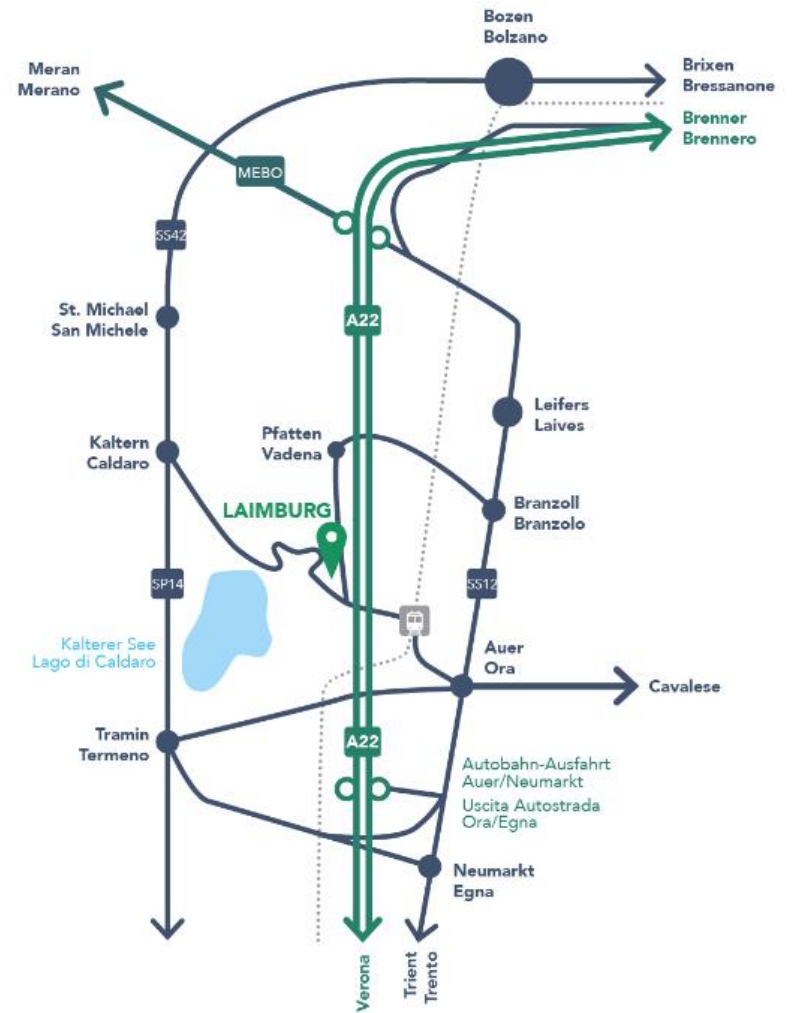 Bozen
Bolzano
Meran
Merano
Brixen
Bressanone
Brenner
Brennero
MEBO
SS42
St. Michael
San Michele
A22
Leifers
Laives
Pfatten
Vadena
Kaltern
Caldaro
LAIMBURG
Branzoll
Branzolo
SP14
SS12
Kalterer See
Lago di Caldaro
Auer
Ora
Cavalese
Tramin
Termeno
A22
Autobahn-Ausfahrt
Auer/Neumarkt
Uscita Autostrada
Ora/Egna
Neumarkt
Egna
Verona
Trient
Trento